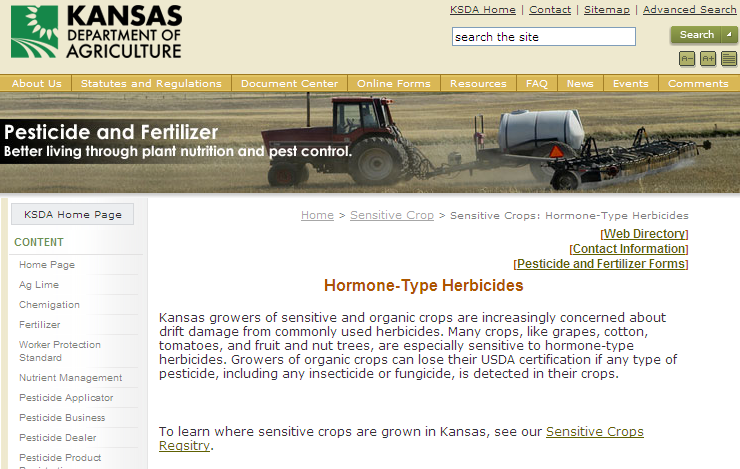 KANSAS
DEPARTMENT OF
AGRICULTURE
KSDA Home | Contact | Sitemap | Advanced Search
search the site
Search
A- A+
About Us Statutes and Regulations Document Center Online Forms Resources FAQ News Events Comments
Pesticide and Fertilizer
Better living through plant nutrition and pest control.
KSDA Home Page
CONTENT
Home Page
Ag Lime
Chemigation
Fertilizer
Worker Protection
Standard
Nutrient Management
Pesticide Applicator
Pesticide Business
Pesticide Dealer
Pesticide Product
Registration
Home > Sensitive Crop > Sensitive Crops: Hormone-Type Herbicides
[Web Directory]
[Contact Information]
[Pesticide and Fertilizer Forms]
Hormone-Type Herbicides
Kansas growers of sensitive and organic crops are increasingly concerned about
drift damage from commonly used herbicides. Many crops, like grapes, cotton,
tomatoes, and fruit and nut trees, are especially sensitive to hormone-type
herbicides. Growers of organic crops can lose their USDA certification if any type of
pesticide, including any insecticide or fungicide, is detected in their crops.
To learn where sensitive crops are grown in Kansas, see our Sensitive Crops
Reqsitry.